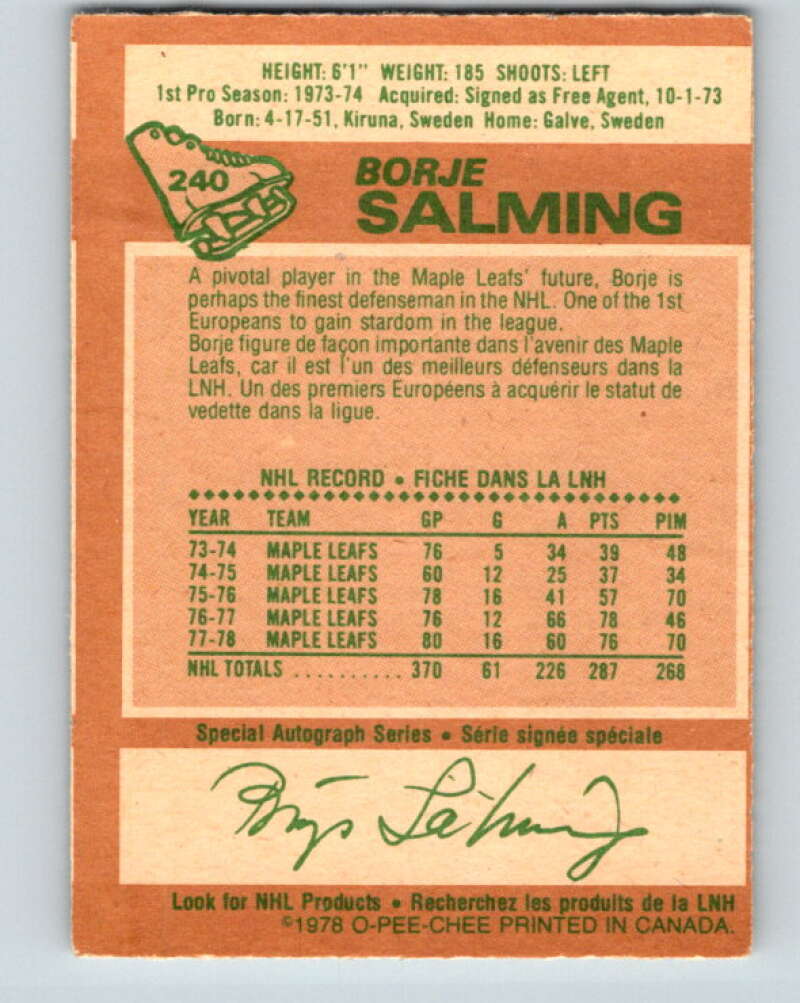 HEIGHT: 6'1" WEIGHT: 185 SHOOTS: LEFT
1st Pro Season: 1973-74 Acquired: Signed as Free Agent, 10-1-73
Born: 4-17-51, Kiruna, Sweden Home: Galve, Sweden
240
BORJE
SALMING
A pivotal player in the Maple Leafs' future, Borje is
perhaps the finest defenseman in the NHL. One of the 1st
Europeans to gain stardom in the league.
Borje figure de façon importante dans l'avenir des Maple
Leafs, car il est l'un des meilleurs défenseurs dans la
LNH. Un des premiers Européens à acquérir le statut de
vedette dans la ligue.
NHL RECORD • FICHE DANS LA LNH
YEAR TEAM GP G A PTS PIM
73-74 MAPLE LEAFS 76 5 34 39 48
74-75 MAPLE LEAFS 60 12 25 37 34
75-76 MAPLE LEAFS 78 16 41 57 70
76-77 MAPLE LEAFS 76 12 66 78 46
77-78 MAPLE LEAFS 80 16 60 76 70
NHL TOTALS .......... 370 61 226 287 268
Special Autograph Series • Série signée spéciale
Börje Salming
Look for NHL Products • Recherchez les produits de la LNH
©1978 O-PEE-CHEE PRINTED IN CANADA.